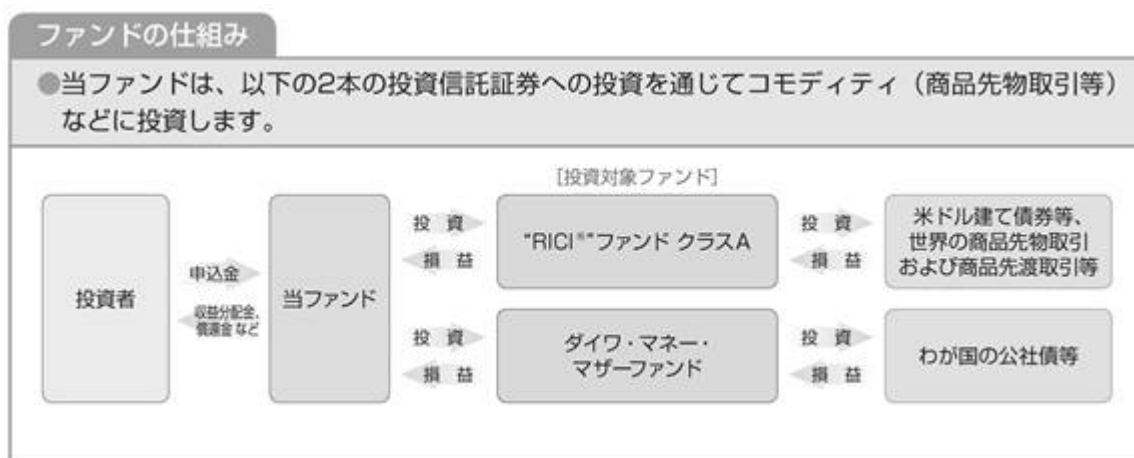 ファンドの仕組み
●当ファンドは、以下の2本の投資信託証券への投資を通じてコモディティ（商品先物取引等）
などに投資します。
[投資対象ファンド]
投資者
申込金
収益分配金、
償還金 など
当ファンド
投 資
損 益
"RICI®"ファンド クラスA
投 資
損 益
米ドル建て債券等、
世界の商品先物取引
および商品先渡取引等
投 資
損 益
ダイワ・マネー・
マザーファンド
投 資
損 益
わが国の公社債等